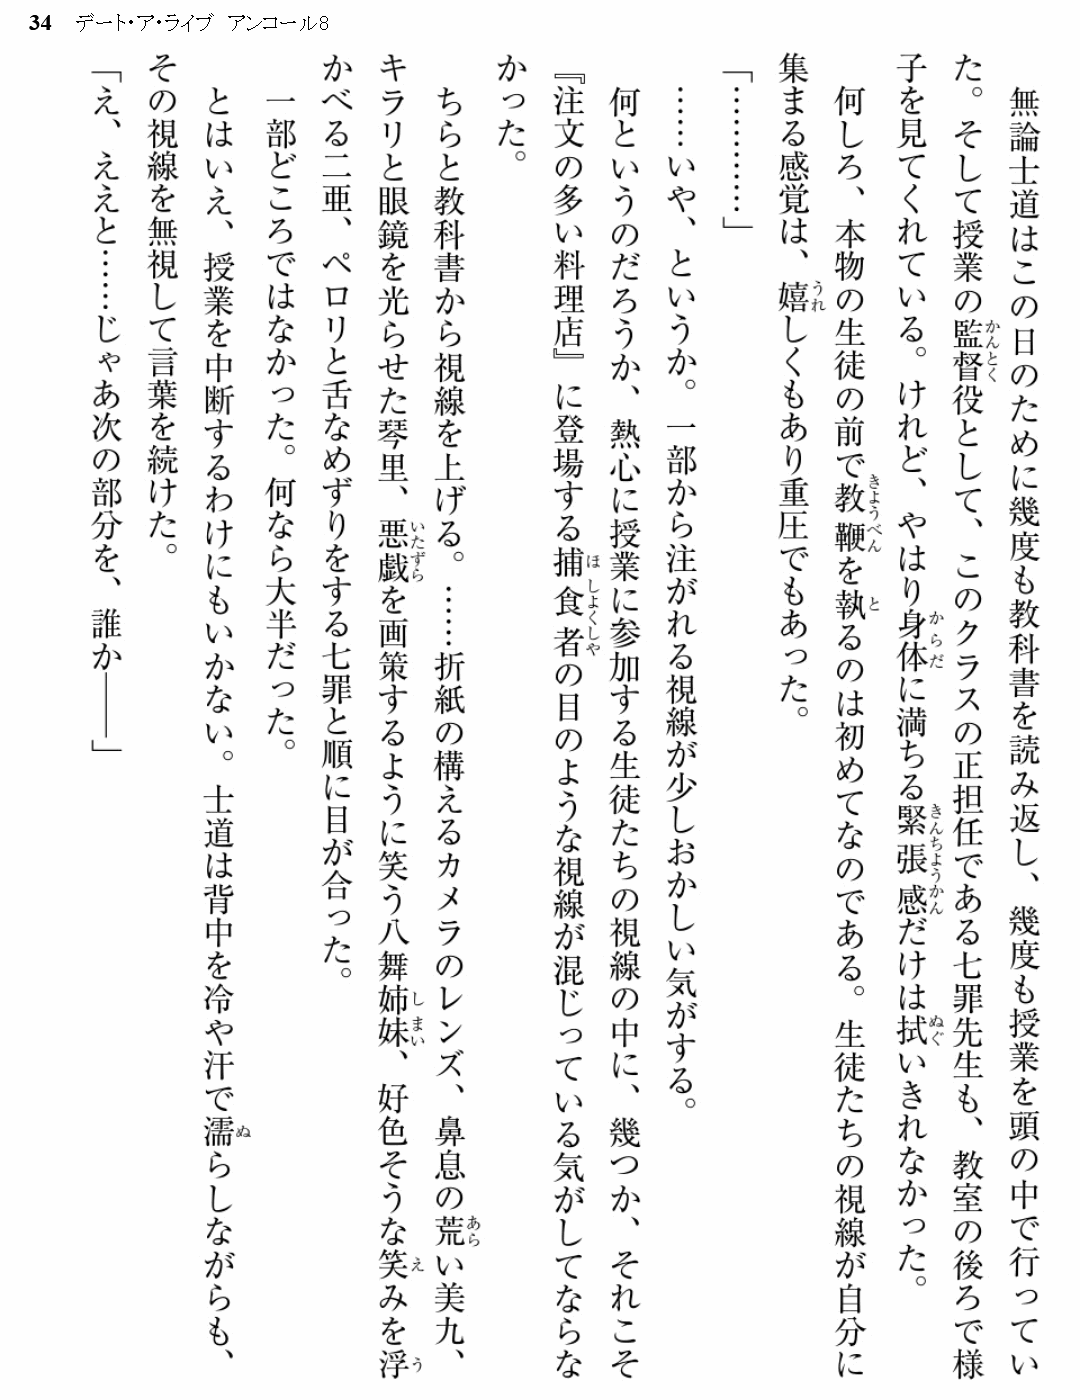 34 デート・ア・ライブ アンコール8
無論士道はこの日のために幾度も教科書を読み返し、幾度も授業を頭の中で行ってい
た。そして授業の監督役として、このクラスの正担任である七罪先生も、教室の後ろで様
子を見てくれている。けれど、やはり身体に満ちる緊張感だけは拭いきれなかった。
何しろ、本物の生徒の前で教鞭を執るのは初めてなのである。生徒たちの視線が自分に
集まる感覚は、嬉しくもあり重圧でもあった。
「…………」
……いや、というか。一部から注がれる視線が少しおかしい気がする。
何というのだろうか、熱心に授業に参加する生徒たちの視線の中に、幾つか、それこそ
『注文の多い料理店』に登場する捕食者の目のような視線が混じっている気がしてならな
かった。
ちらと教科書から視線を上げる。……折紙の構えるカメラのレンズ、鼻息の荒い美九、
キラリと眼鏡を光らせた琴里、悪戯を画策するように笑う八舞姉妹、好色そうな笑みを浮
かべる二亜、ペロリと舌なめずりをする七罪と順に目が合った。
一部どころではなかった。何なら大半だった。
とはいえ、授業を中断するわけにもいかない。士道は背中を冷や汗で濡らしながらも、
その視線を無視して言葉を続けた。
「え、ええと……じゃあ次の部分を、誰か――」